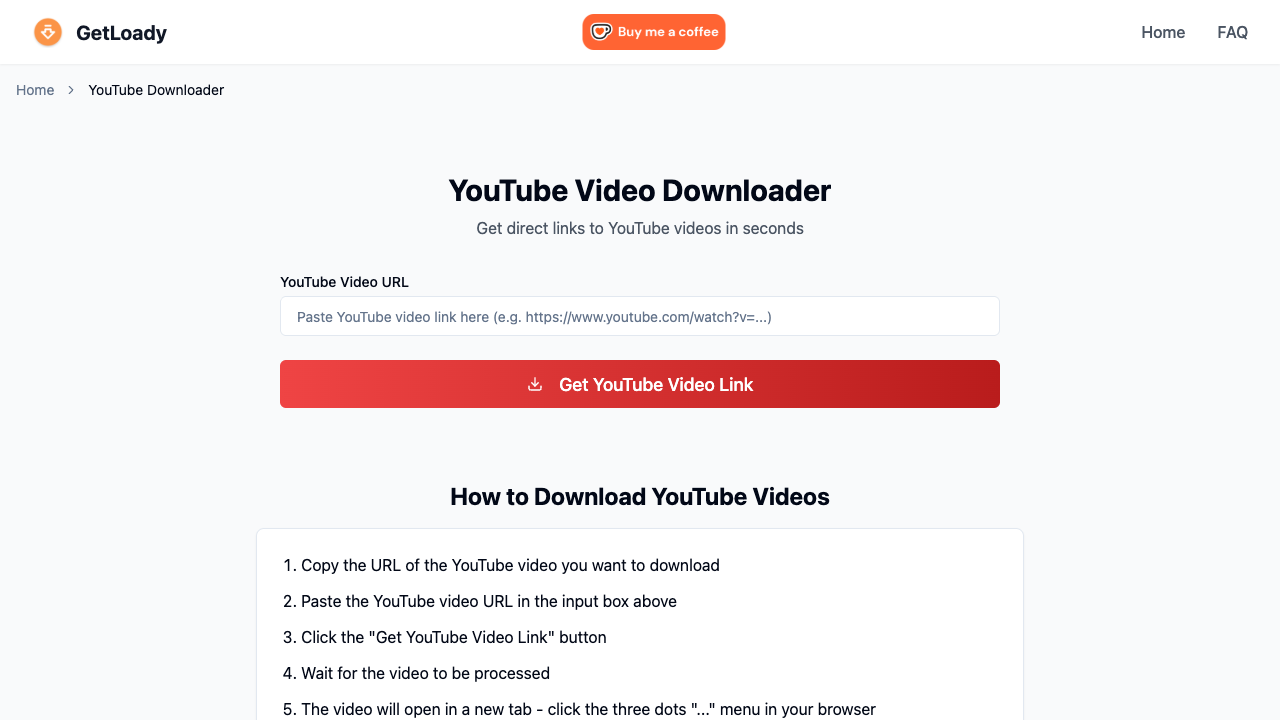 GetLoady
Buy me a coffee
Home
FAQ
Home
YouTube Downloader
YouTube Video Downloader
Get direct links to YouTube videos in seconds
YouTube Video URL
Paste YouTube video link here (e.g. https://www.youtube.com/watch?v=...)
Get YouTube Video Link
How to Download YouTube Videos
1. Copy the URL of the YouTube video you want to download
2. Paste the YouTube video URL in the input box above
3. Click the "Get YouTube Video Link" button
4. Wait for the video to be processed
5. The video will open in a new tab - click the three dots "..." menu in your browser